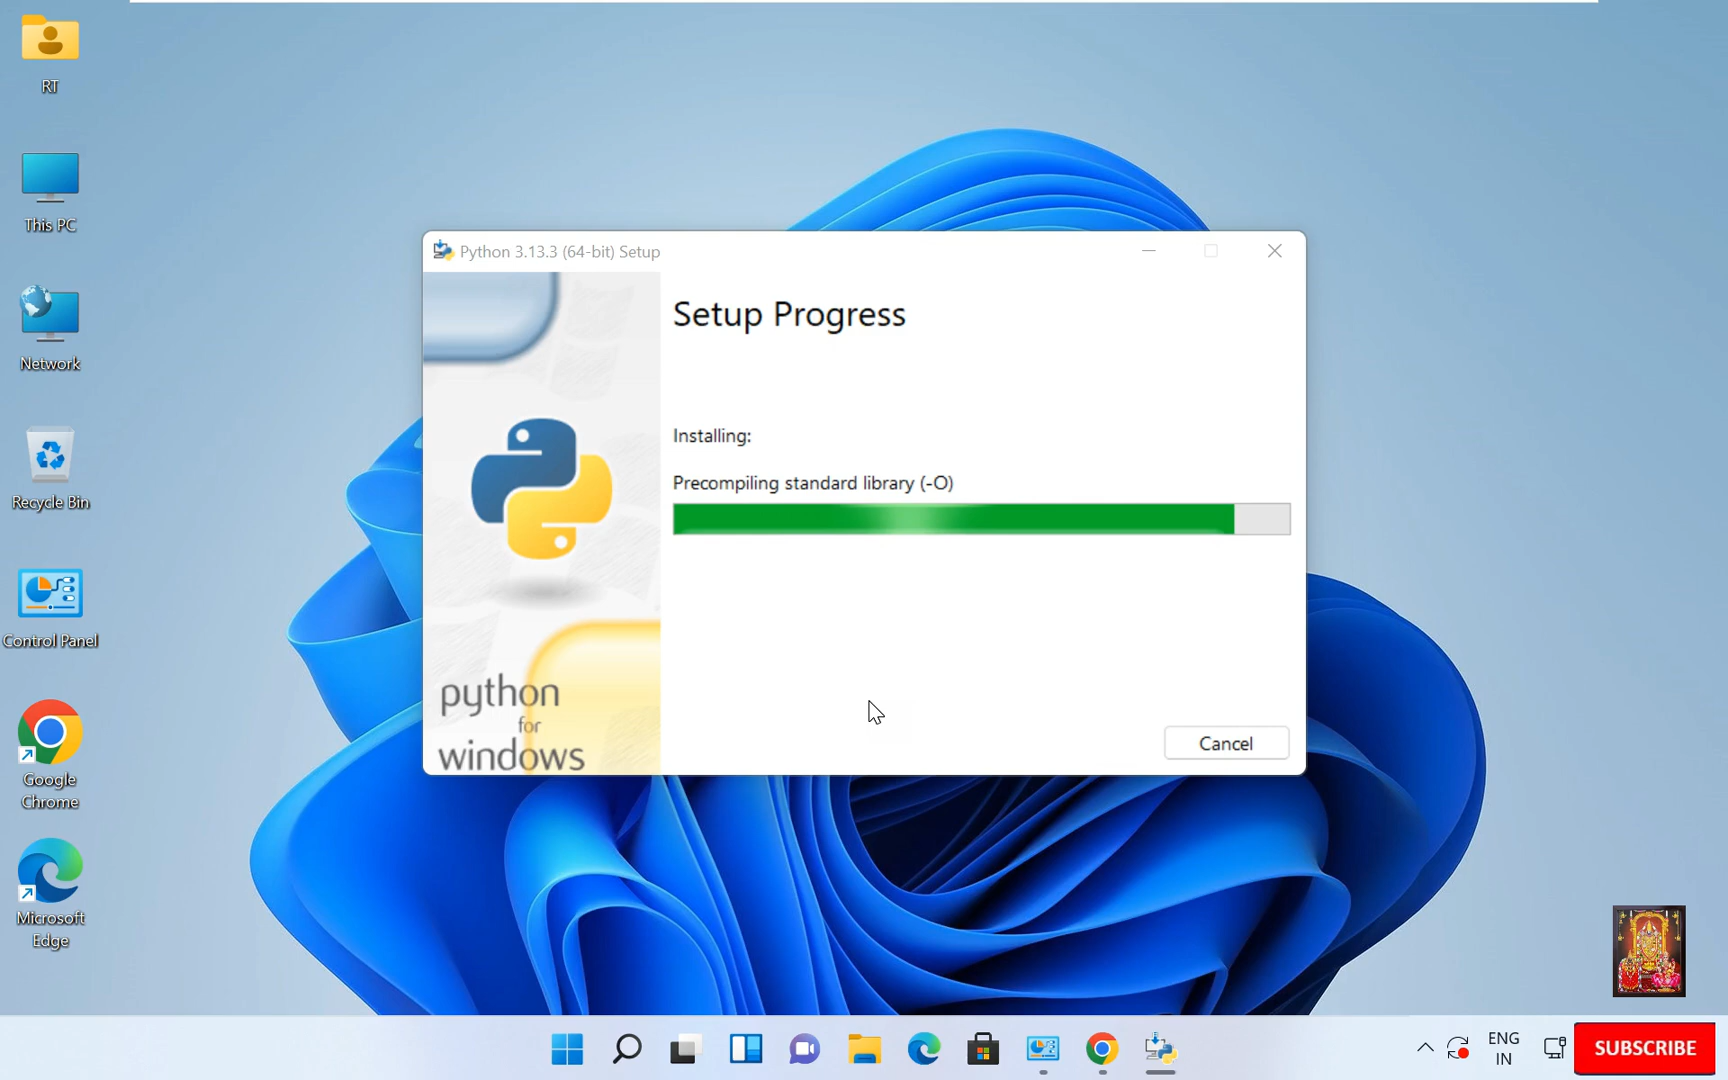 RT
This PC
Network
Recycle Bin
Control Panel
Google
Chrome
Microsoft
Edge
Python 3.13.3 (64-bit) Setup
Setup Progress
Installing:
Precompiling standard library (-O)
python
for
windows
Cancel
ENG
IN
SUBSCRIBE